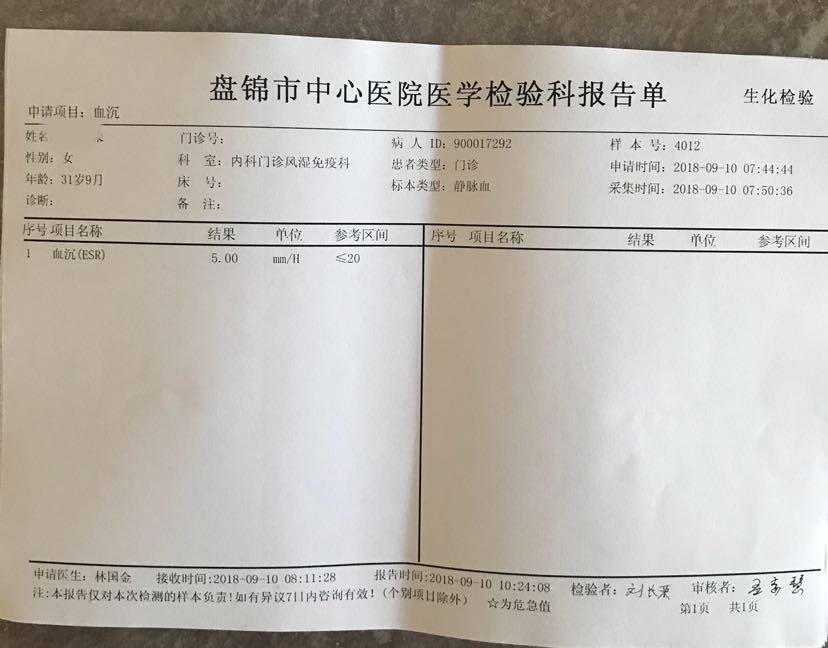 盘锦市中心医院医学检验科报告单
生化检验
申请项目: 血沉
姓名 门诊号: 病 人 ID: 900017292 样 本 号: 4012
性别: 女 科 室: 内科门诊风湿免疫科 患者类型: 门诊 申请时间: 2018-09-10 07:44:44
年龄: 31岁9月 床 号: 标本类型: 静脉血 采集时间: 2018-09-10 07:50:36
诊断: 备 注:
序号 项目名称 结果 单位 参考区间 序号 项目名称 结果 单位 参考区间
1 血沉(ESR) 5.00 mm/H ≤20
申请医生: 林国金 接收时间:2018-09-10 08:11:28 报告时间:2018-09-10 10:24:08 检验者: 审核者:
注:本报告仅对本次检测的样本负责!如有异议7日内咨询有效! (个别项目除外) ☆为危急值 第1页 共1页